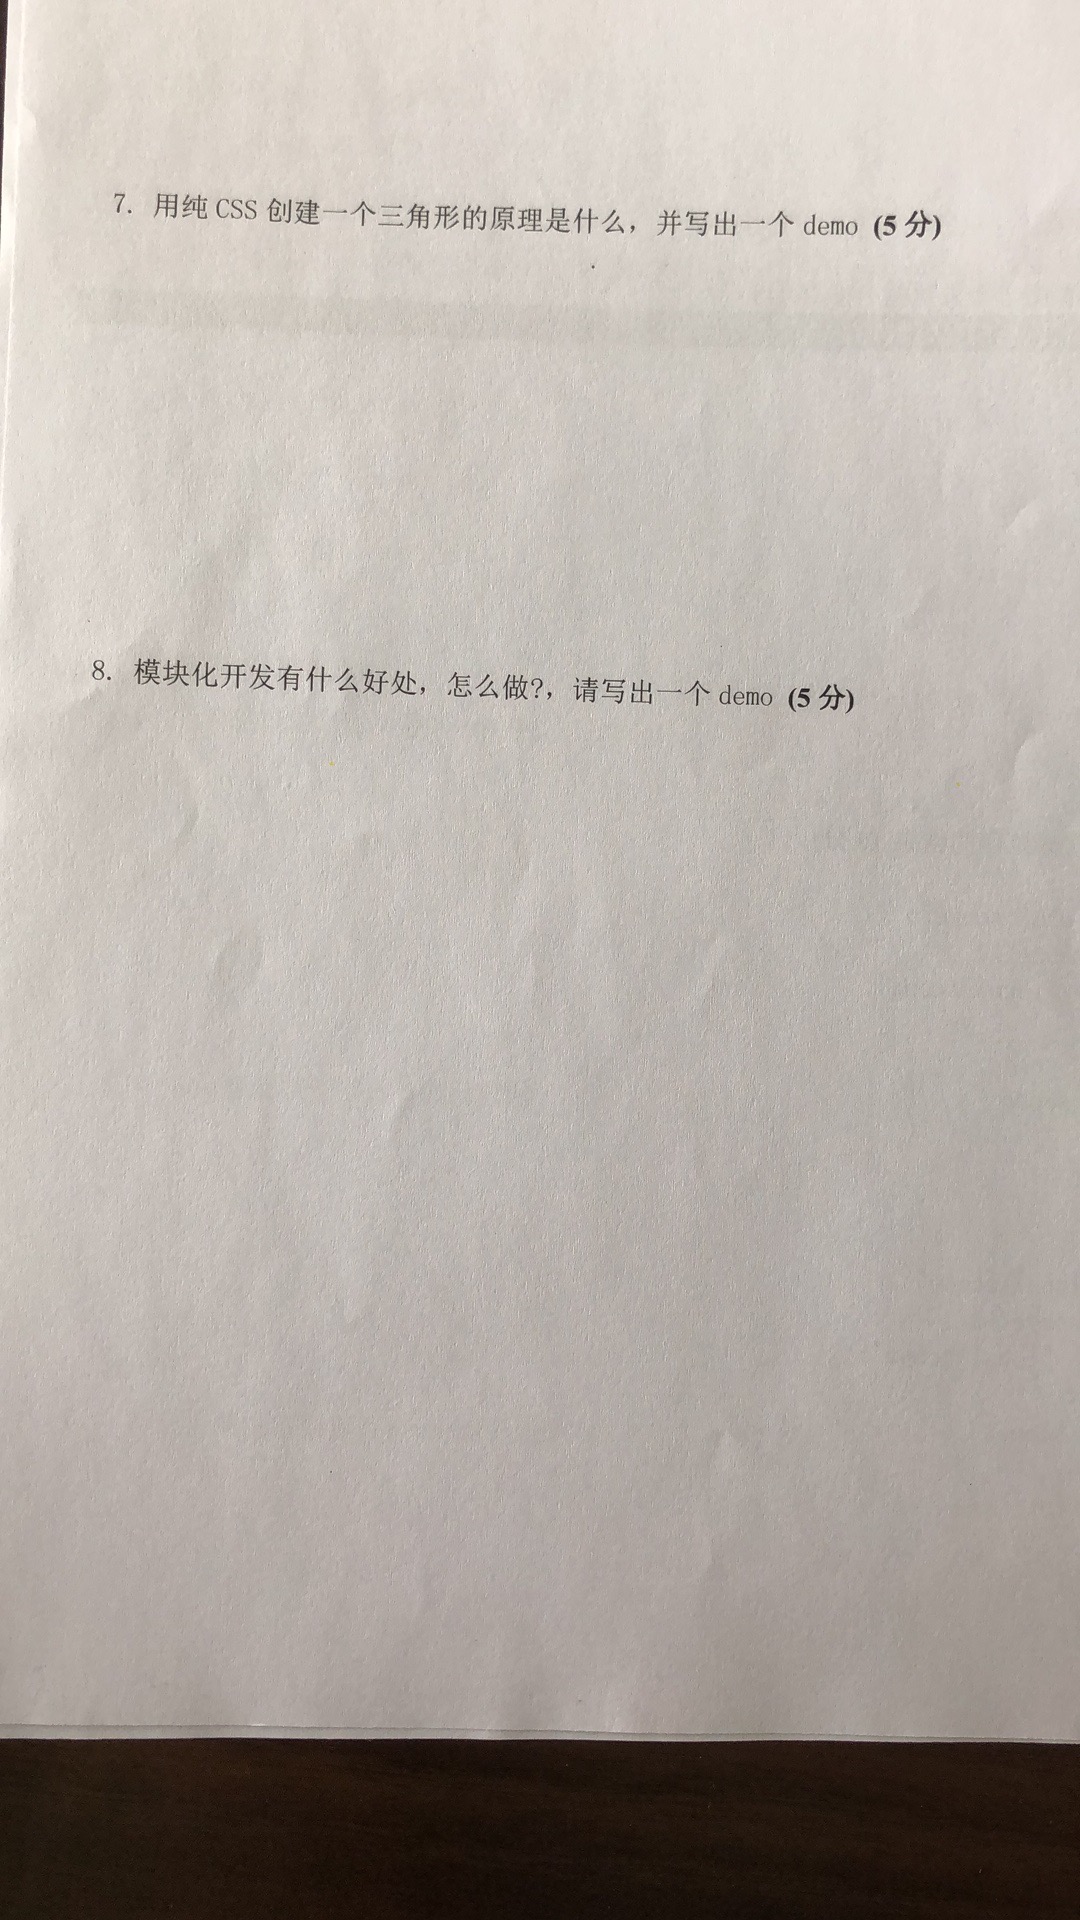 7. 用纯 CSS 创建一个三角形的原理是什么，并写出一个 demo (5 分)
8. 模块化开发有什么好处，怎么做?，请写出一个 demo (5 分)